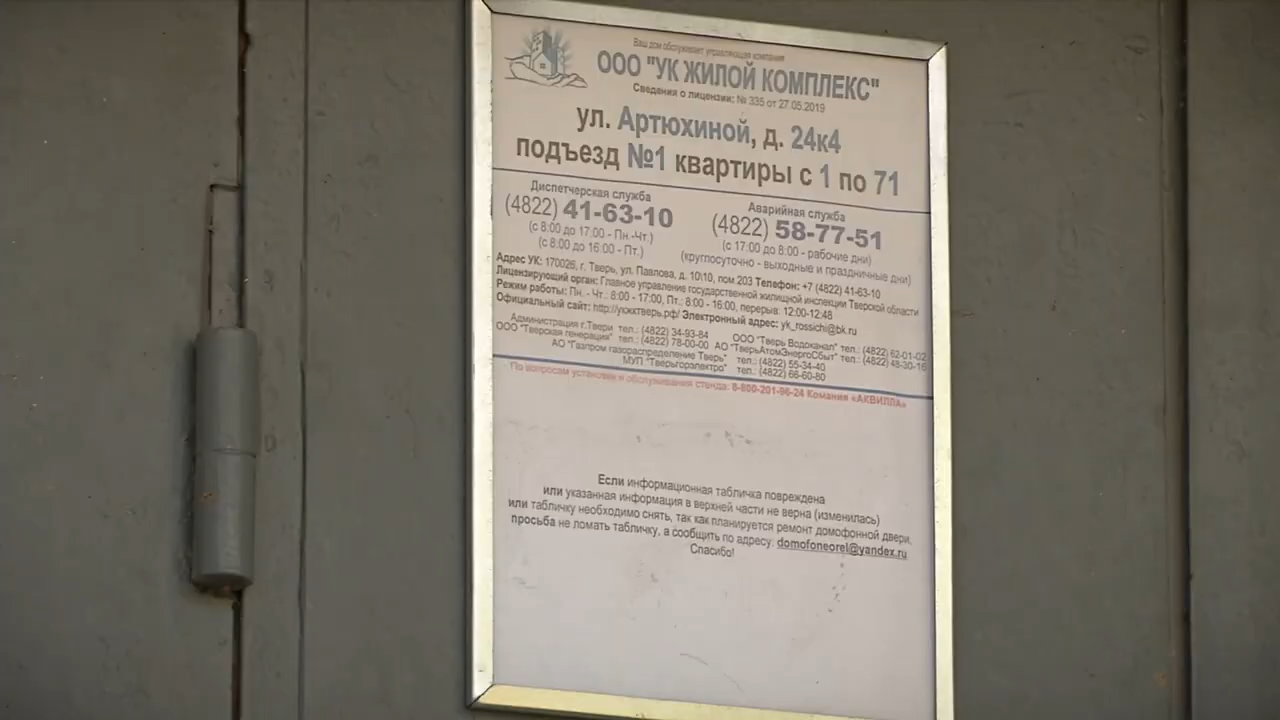 Ваш дом обслуживает управляющая компания
ООО "УК ЖИЛОЙ КОМПЛЕКС"
Сведения о лицензии: № 335 от 27.05.2019
ул. Артюхиной, д. 24к4
подъезд №1 квартиры с 1 по 71
Диспетчерская служба
(4822) 41-63-10
(с 8:00 до 17:00 - Пн.-Чт.)
(с 8:00 до 16:00 - Пт.)
Аварийная служба
(4822) 58-77-51
(с 17:00 до 8:00 - рабочие дни)
(круглосуточно - выходные и праздничные дни)
Адрес УК: 170026, г. Тверь, ул. Павлова, д. 10\10, пом.203 Телефон: +7 (4822) 41-63-10
Лицензирующий орган: Главное управление государственной жилищной инспекции Тверской области
Режим работы: Пн. - Чт.: 8:00 - 17:00, Пт.: 8:00 - 16:00, перерыв: 12:00-12:48
Официальный сайт: http://укжктверь.рф/ Электронный адрес: yk_rossichi@bk.ru
Администрация г.Твери тел.: (4822) 34-93-84 ООО "Тверь Водоканал" тел.: (4822) 62-01-02
ООО "Тверская генерация" тел.: (4822) 78-00-00 АО "ТверьАтомЭнергоСбыт" тел.: (4822) 48-30-16
АО "Газпром газораспределение Тверь" тел.: (4822) 55-34-40
МУП "Тверьгорэлектро" тел.: (4822) 66-60-80
По вопросам установки и обслуживания стенда: 8-800-201-96-24 Комания «АКВИЛЛА»
Если информационная табличка повреждена
или указанная информация в верхней части не верна (изменилась)
или табличку необходимо снять, так как планируется ремонт домофонной двери,
просьба не ломать табличку, а сообщить по адресу: domofoneorel@yandex.ru
Спасибо!